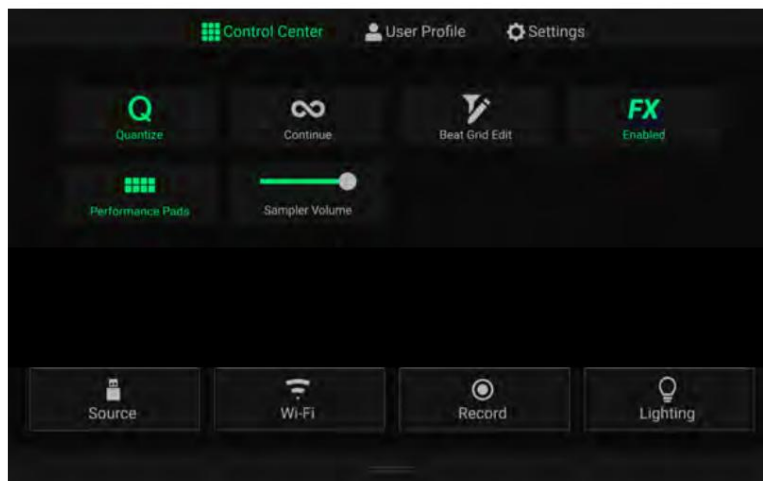 Control Center User Profile Settings
Q FX
Quantize Continue Beat Grid Edit Enabled
Performance Pads Sampler Volume
Source Wi-Fi Record Lighting